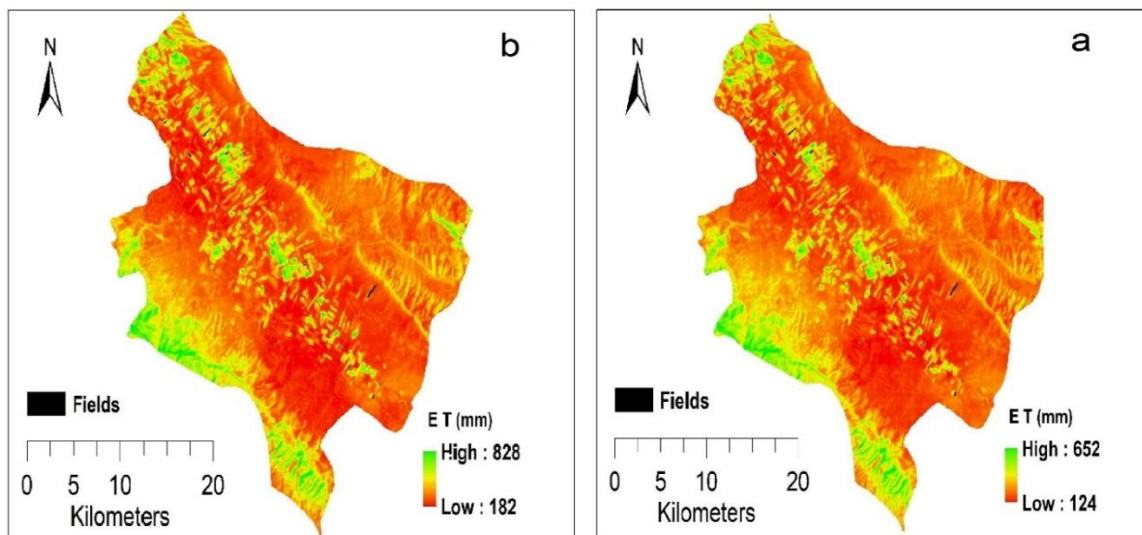 N
b
Fields
E T (mm)
High : 828
Low : 182
0 5 10 20
Kilometers
N
a
Fields
E T (mm)
High : 652
Low : 124
0 5 10 20
Kilometers